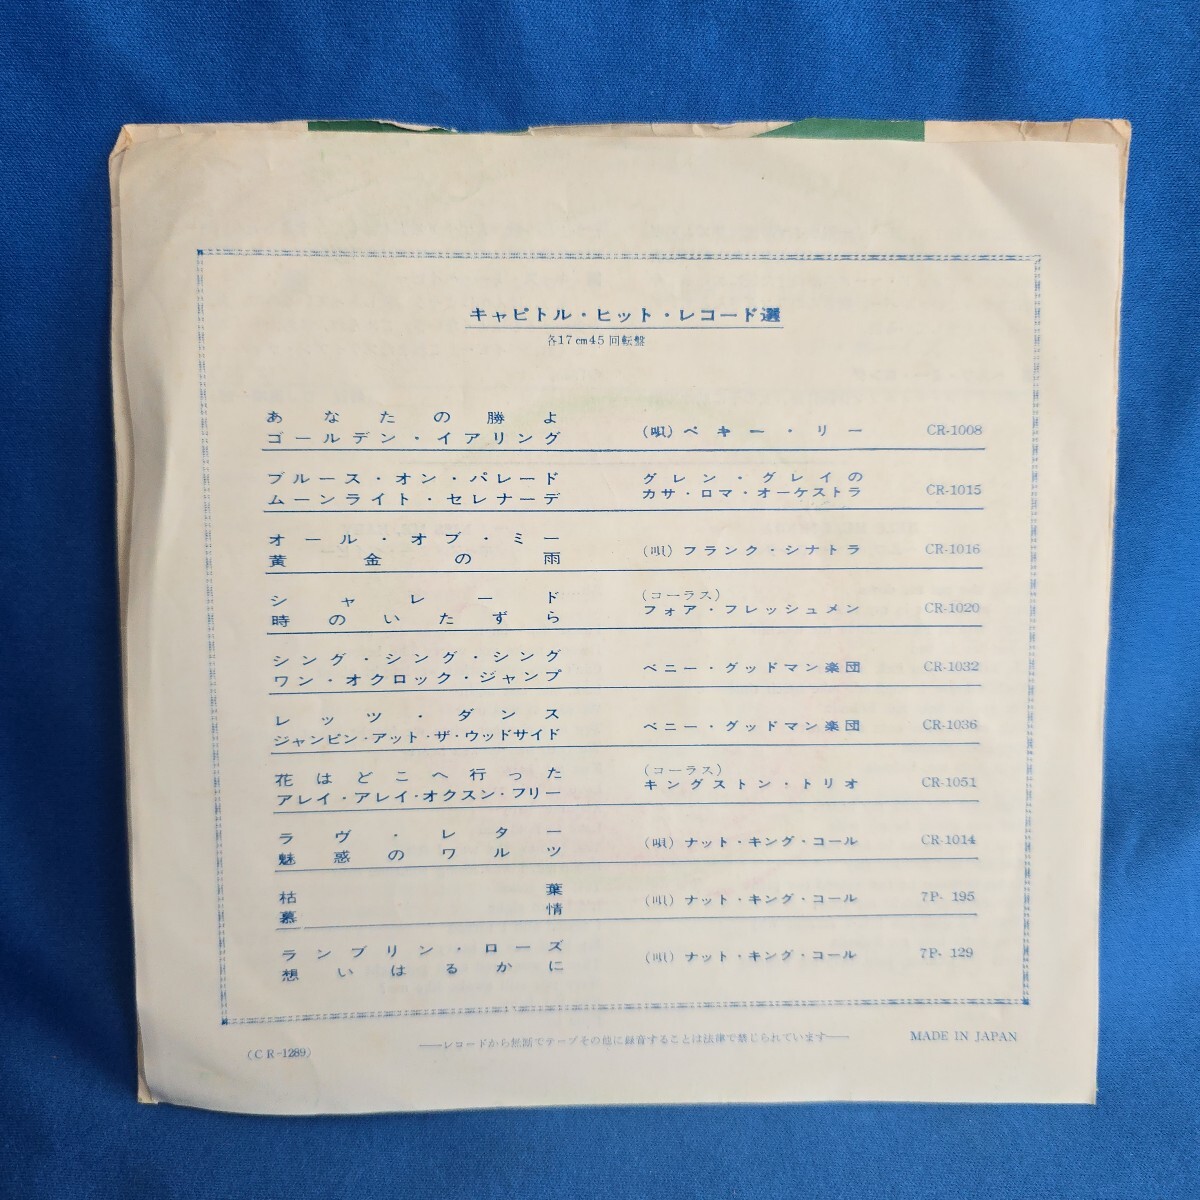 キャピトル・ヒット・レコード選
各17cm45回転盤
あなたの勝よ
ゴールデン・イアリング
(唄) ペギー・リー
CR-1008
ブルース・オン・パレード
ムーンライト・セレナーデ
グレン・グレイの
カサ・ロマ・オーケストラ
CR-1015
オール・オブ・ミー
黄金の雨
(唄) フランク・シナトラ
CR-1016
シャレード
時のいたずら
(コーラス)
フォア・フレッシュメン
CR-1020
シング・シング・シング
ワン・オクロック・ジャンプ
ベニー・グッドマン楽団
CR-1032
レッツ・ダンス
ジャンピン・アット・ザ・ウッドサイド
ベニー・グッドマン楽団
CR-1036
花はどこへ行った
アレイ・アレイ・オクスン・フリー
(コーラス)
キングストン・トリオ
CR-1051
ラヴ・レター
魅惑のワルツ
(唄) ナット・キング・コール
CR-1014
枯葉
慕情
(唄) ナット・キング・コール
7P-195
ランブリン・ローズ
想いはるかに
(唄) ナット・キング・コール
7P-129
(CR-1289)
——レコードから無断でテープその他に録音することは法律で禁じられています——
MADE IN JAPAN